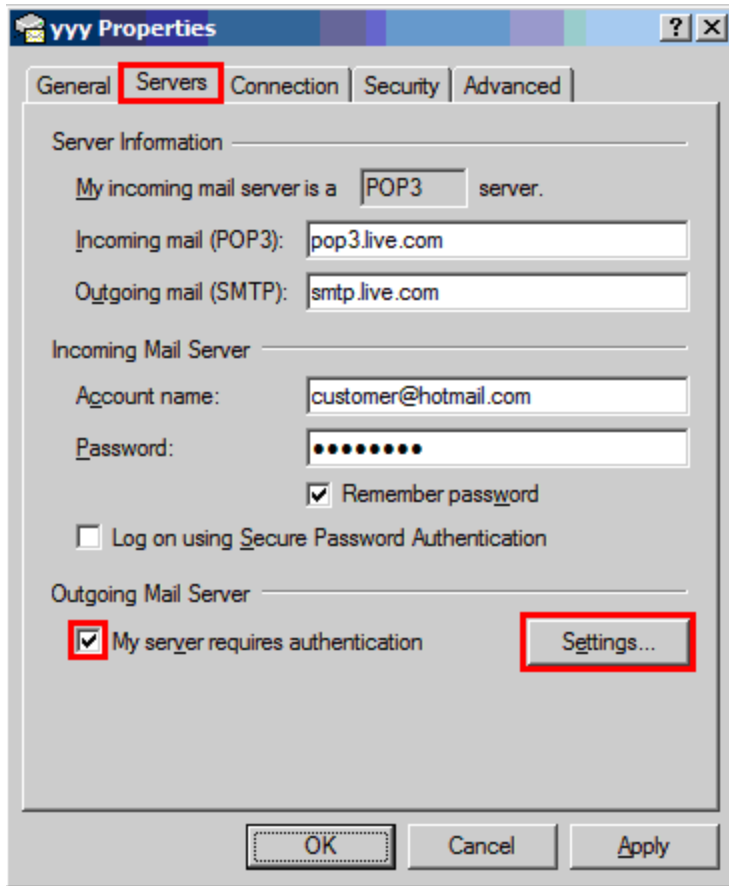 yyy Properties ? X
General Servers Connection Security Advanced
Server Information
My incoming mail server is a POP3 server.
Incoming mail (POP3): pop3.live.com
Outgoing mail (SMTP): smtp.live.com
Incoming Mail Server
Account name: customer@hotmail.com
Password: ●●●●●●●●
Remember password
Log on using Secure Password Authentication
Outgoing Mail Server
My server requires authentication Settings...
OK Cancel Apply